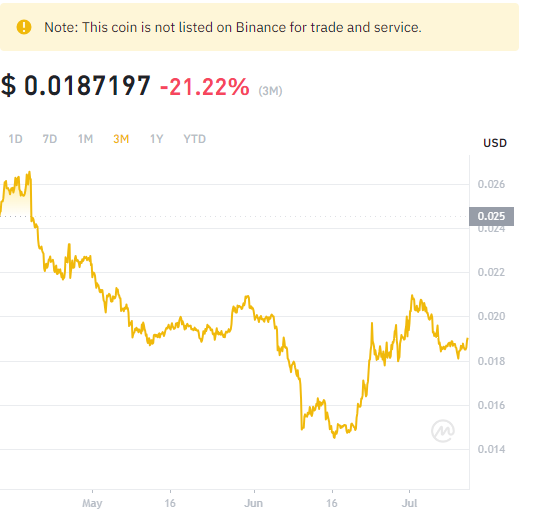 Note: This coin is not listed on Binance for trade and service.
$ 0.0187197 -21.22% (3M)
1D 7D 1M 3M 1Y YTD
USD
0.026
0.025
0.024
0.022
0.020
0.018
0.016
0.014
May 16 Jun 16 Jul